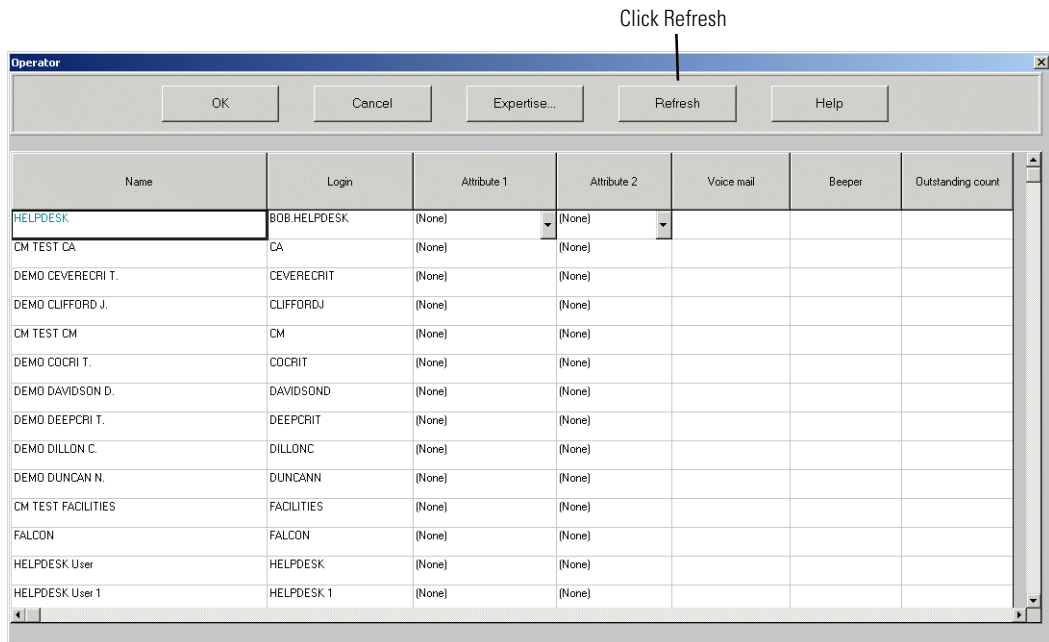 Click Refresh
Operator
OK Cancel Expertise... Refresh Help
Name Login Attribute 1 Attribute 2 Voice mail Beeper Outstanding count
HELPDESK BOB.HELPDESK (None) (None)
CM TEST CA CA (None) (None)
DEMO CEVERECRI T. CEVERECRIT (None) (None)
DEMO CLIFFORD J. CLIFFORDJ (None) (None)
CM TEST CM CM (None) (None)
DEMO COCRI T. COCRIT (None) (None)
DEMO DAVIDSON D. DAVIDSOND (None) (None)
DEMO DEEPCRI T. DEEPCRIT (None) (None)
DEMO DILLON C. DILLONC (None) (None)
DEMO DUNCAN N. DUNCANN (None) (None)
CM TEST FACILITIES FACILITIES (None) (None)
FALCON FALCON (None) (None)
HELPDESK User HELPDESK (None) (None)
HELPDESK User 1 HELPDESK 1 (None) (None)